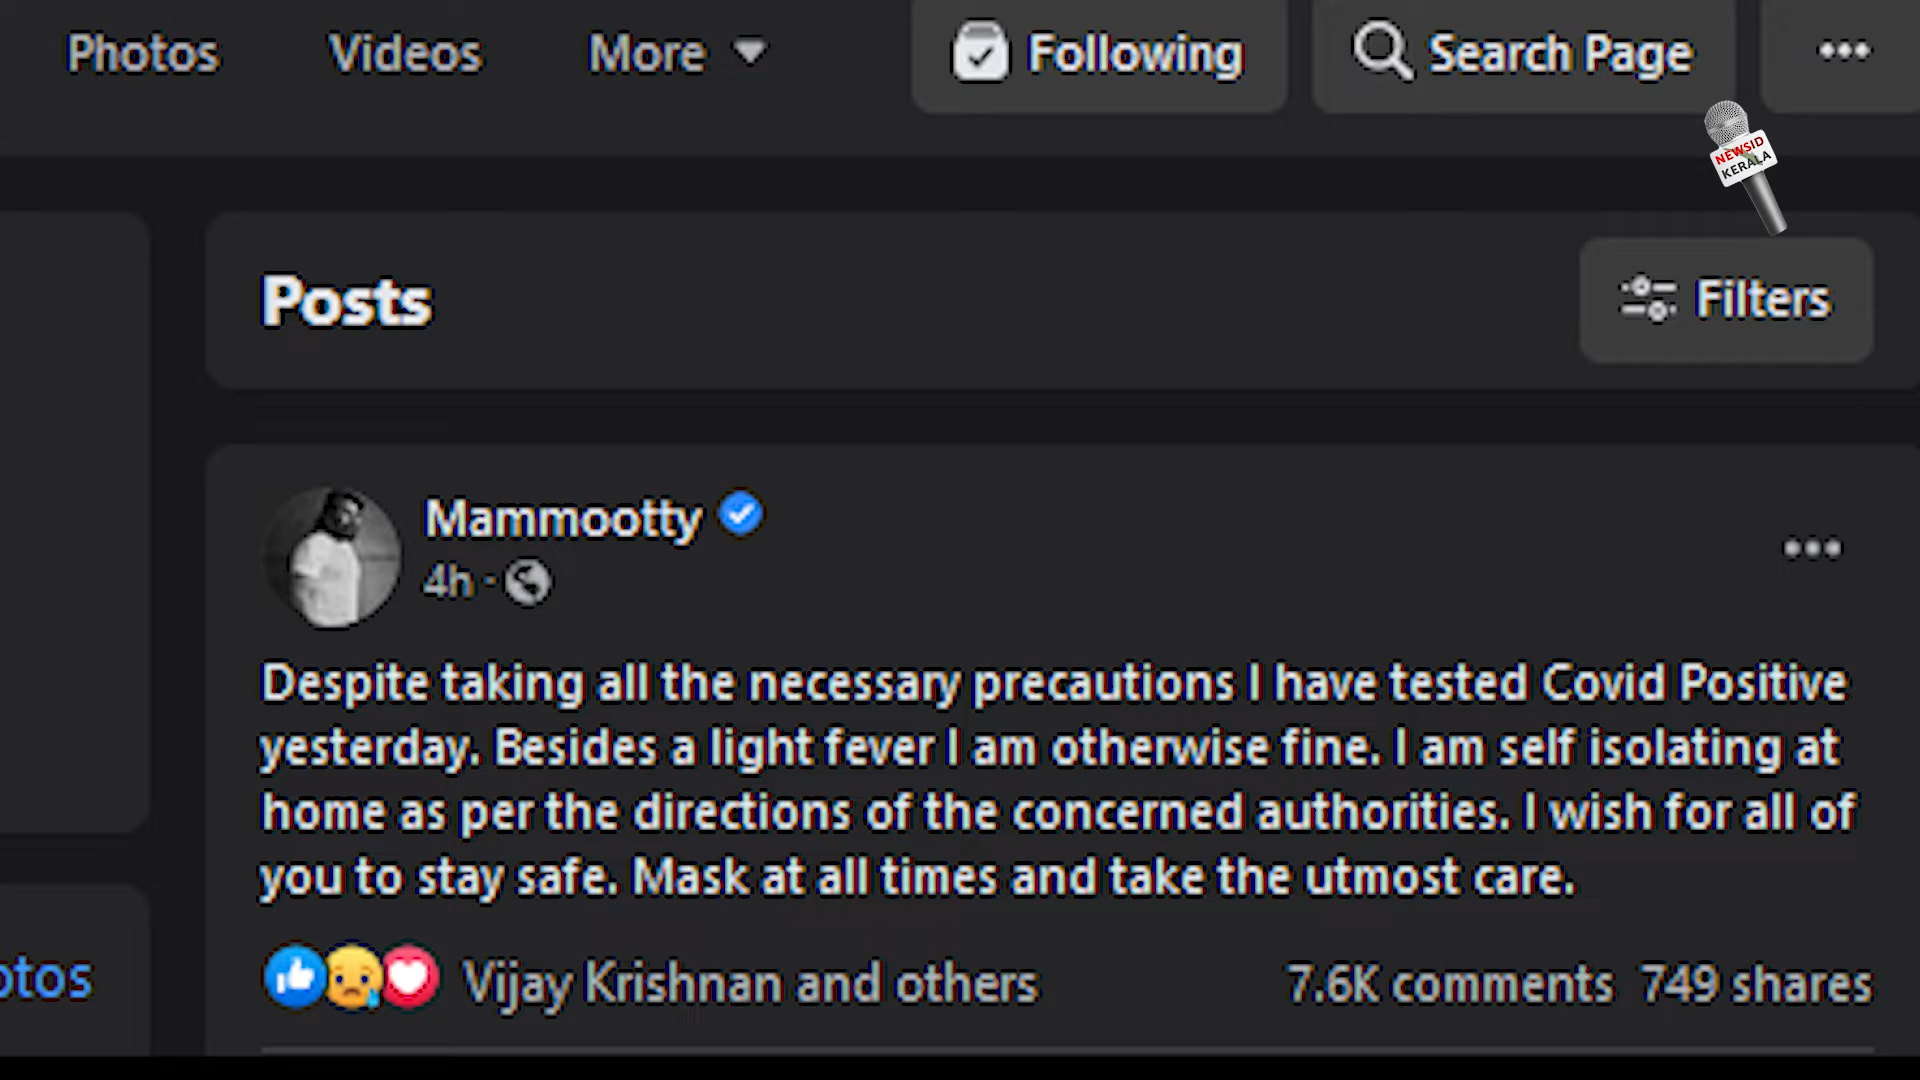 Photos Videos More Following Search Page
NEWSID
KERALA
Posts
Filters
Mammootty
4h ·
Despite taking all the necessary precautions I have tested Covid Positive
yesterday. Besides a light fever I am otherwise fine. I am self isolating at
home as per the directions of the concerned authorities. I wish for all of
you to stay safe. Mask at all times and take the utmost care.
otos
Vijay Krishnan and others 7.6K comments 749 shares